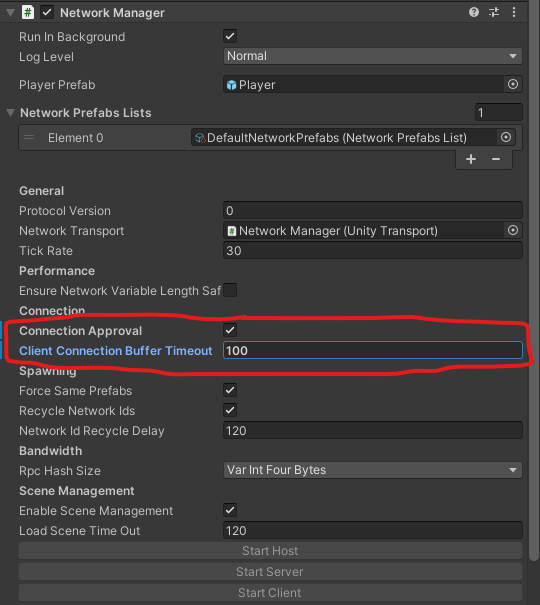 Network Manager
Run In Background
Log Level Normal
Player Prefab Player
Network Prefabs Lists 1
Element 0 DefaultNetworkPrefabs (Network Prefabs List)
General
Protocol Version 0
Network Transport Network Manager (Unity Transport)
Tick Rate 30
Performance
Ensure Network Variable Length Saf
Connection
Connection Approval
Client Connection Buffer Timeout 100
Spawning
Force Same Prefabs
Recycle Network Ids
Network Id Recycle Delay 120
Bandwidth
Rpc Hash Size Var Int Four Bytes
Scene Management
Enable Scene Management
Load Scene Time Out 120
Start Host
Start Server
Start Client